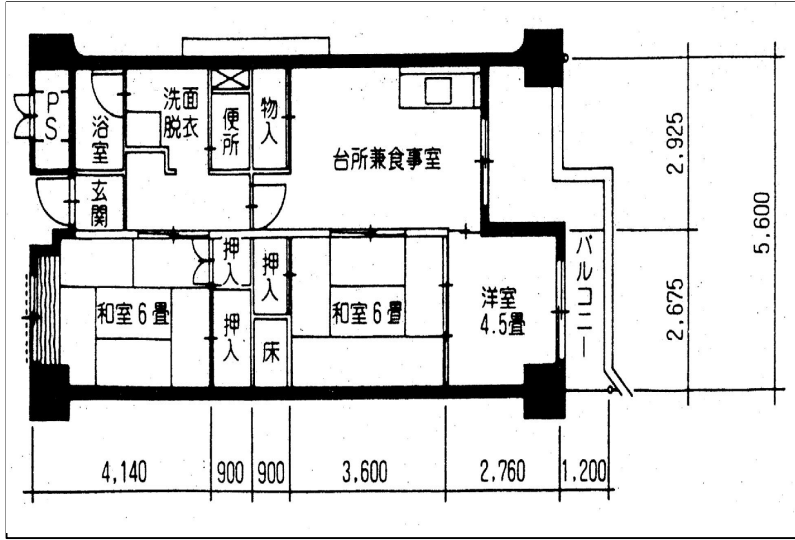 PS
浴室
洗面
脱衣
便所
物入
台所兼食事室
玄関
押入
押入
押入
床
和室6畳
和室6畳
洋室
4.5畳
バルコニー
2,925
2,675
5,600
4,140
900
900
3,600
2,760
1,200